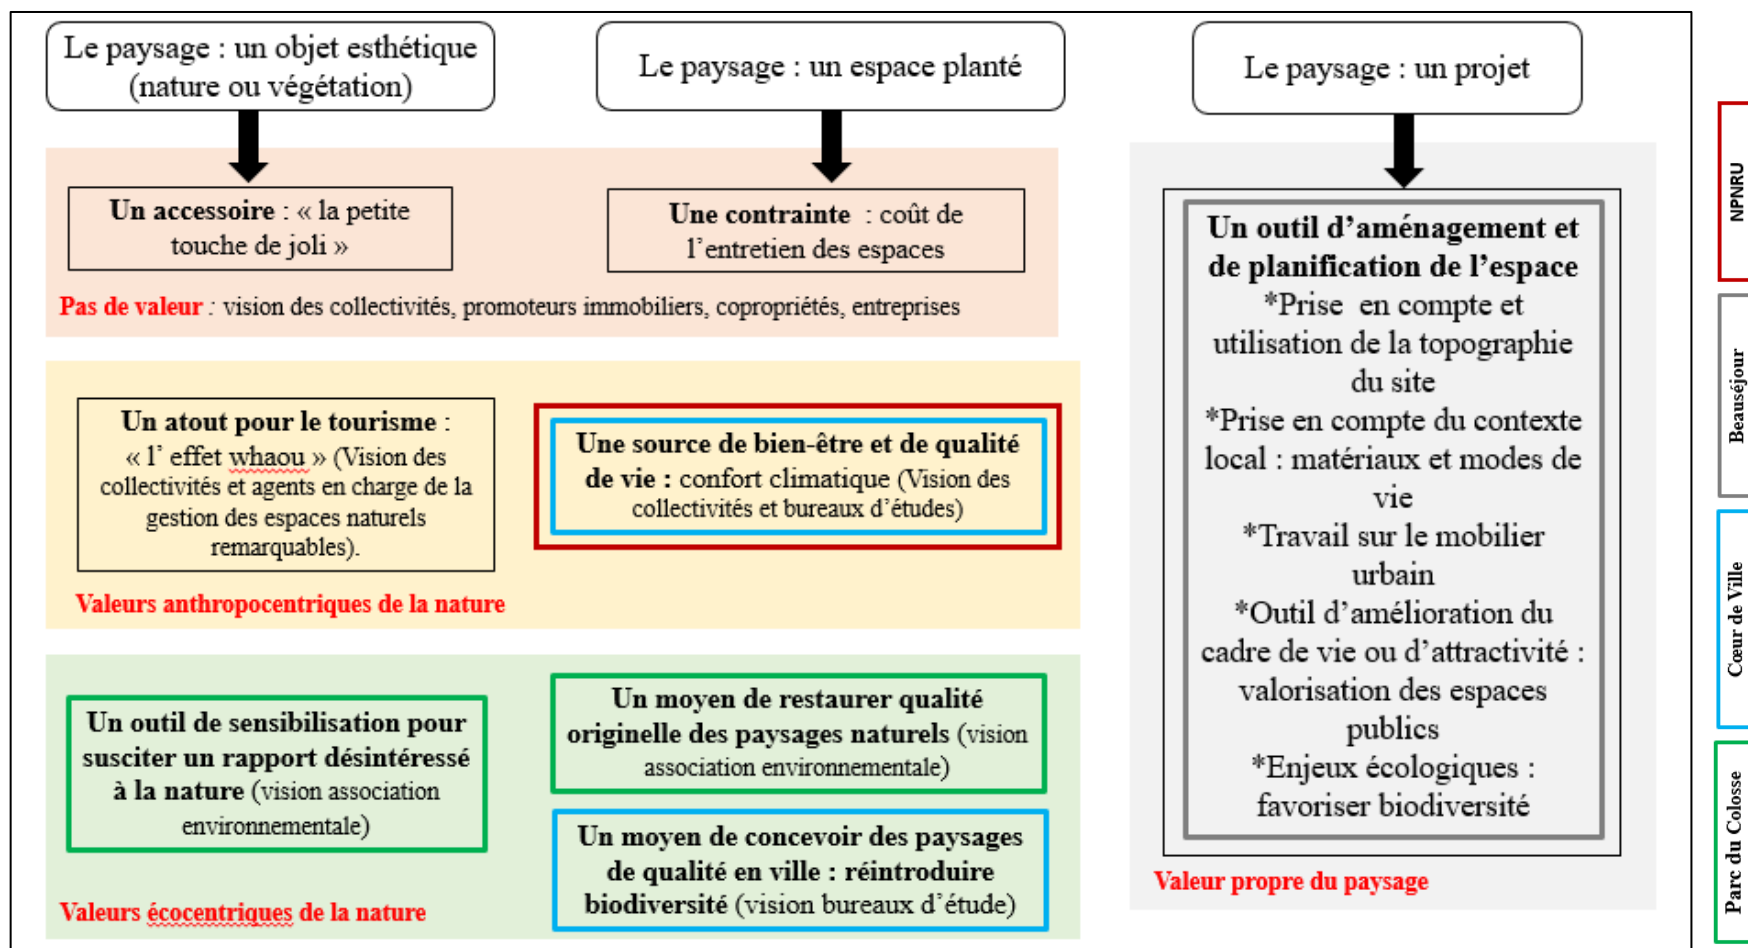 Le paysage : un objet esthétique
(nature ou végétation)
Le paysage : un espace planté
Le paysage : un projet
Un accessoire : « la petite
touche de joli »
Une contrainte : coût de
l’entretien des espaces
Pas de valeur : vision des collectivités, promoteurs immobiliers, copropriétés, entreprises
Un atout pour le tourisme :
« l’ effet whaou » (Vision des
collectivités et agents en charge de la
gestion des espaces naturels
remarquables).
Une source de bien-être et de qualité
de vie : confort climatique (Vision des
collectivités et bureaux d’études)
Valeurs anthropocentriques de la nature
Un outil de sensibilisation pour
susciter un rapport désintéressé
à la nature (vision association
environnementale)
Un moyen de restaurer qualité
originelle des paysages naturels (vision
association environnementale)
Un moyen de concevoir des paysages
de qualité en ville : réintroduire
biodiversité (vision bureaux d’étude)
Valeurs écocentriques de la nature
Un outil d’aménagement et
de planification de l’espace
*Prise en compte et
utilisation de la topographie
du site
*Prise en compte du contexte
local : matériaux et modes de
vie
*Travail sur le mobilier
urbain
*Outil d’amélioration du
cadre de vie ou d’attractivité :
valorisation des espaces
publics
*Enjeux écologiques :
favoriser biodiversité
Valeur propre du paysage
NPNRU
Beauséjour
Cœur de Ville
Parc du Colosse